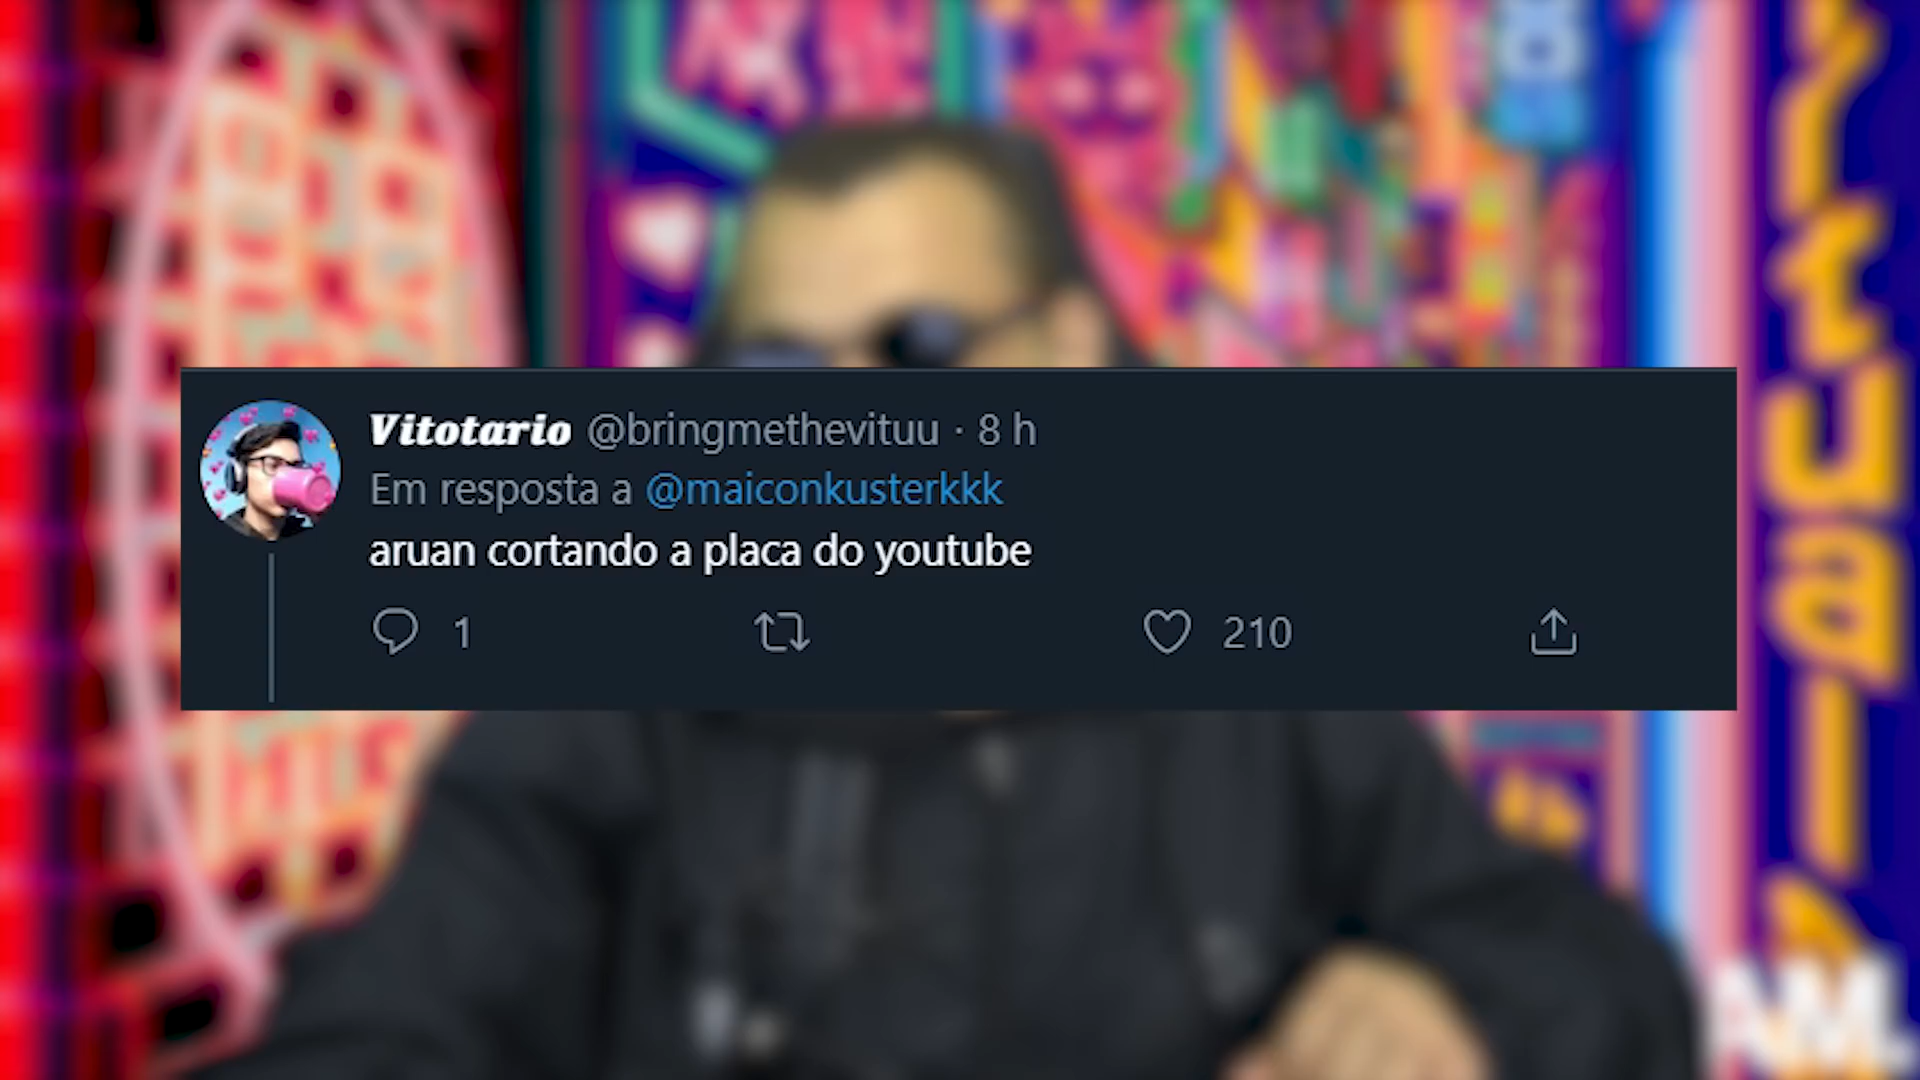 Vitotario @bringmethevituu · 8 h
Em resposta a @maiconkusterkkk
aruan cortando a placa do youtube
1 210